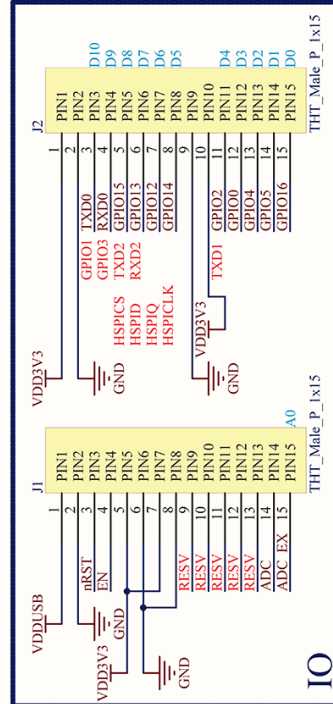 J1
VDDUSB
1 PIN1
2 PIN2
GND
nRST 3 PIN3
EN 4 PIN4
VDD3V3
5 PIN5
6 PIN6
7 PIN7
8 PIN8
GND
RESV 9 PIN9
RESV 10 PIN10
RESV 11 PIN11
RESV 12 PIN12
RESV 13 PIN13
ADC 14 PIN14
ADC_EX 15 PIN15 A0
THT_Male_P_1x15
J2
VDD3V3
1 PIN1
2 PIN2
GND
GPIO1 TXD0 3 PIN3 D10
GPIO3 RXD0 4 PIN4 D9
HSPICS TXD2 GPIO15 5 PIN5 D8
HSPID RXD2 GPIO13 6 PIN6 D7
HSPIQ GPIO12 7 PIN7 D6
HSPICLK GPIO14 8 PIN8 D5
9 PIN9
GND
VDD3V3
10 PIN10
TXD1 GPIO2 11 PIN11 D4
GPIO0 12 PIN12 D3
GPIO4 13 PIN13 D2
GPIO5 14 PIN14 D1
GPIO16 15 PIN15 D0
THT_Male_P_1x15
IO